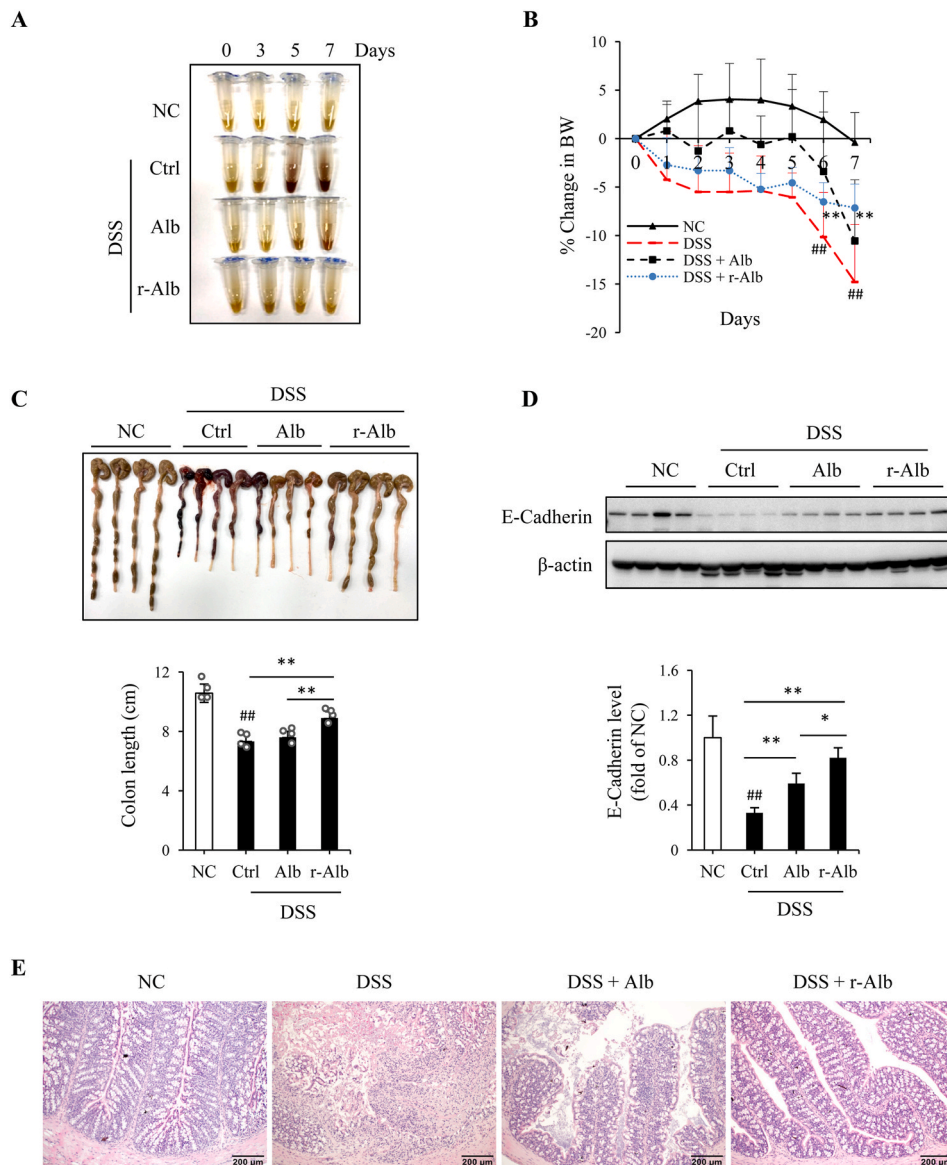 A
0 3 5 7 Days
NC
Ctrl
Alb
r-Alb
DSS
B
10
5
0
-5
-10
-15
-20
% Change in BW
0 1 2 3 4 5 6 7
** **
##
##
NC
DSS
DSS + Alb
DSS + r-Alb
Days
C
DSS
NC Ctrl Alb r-Alb
12
8
4
0
Colon length (cm)
**
**
##
NC Ctrl Alb r-Alb
DSS
D
DSS
NC Ctrl Alb r-Alb
E-Cadherin
β-actin
1.6
1.2
0.8
0.4
0
E-Cadherin level
(fold of NC)
**
*
**
##
NC Ctrl Alb r-Alb
DSS
E
NC DSS DSS + Alb DSS + r-Alb
200 μm 200 μm 200 μm 200 μm